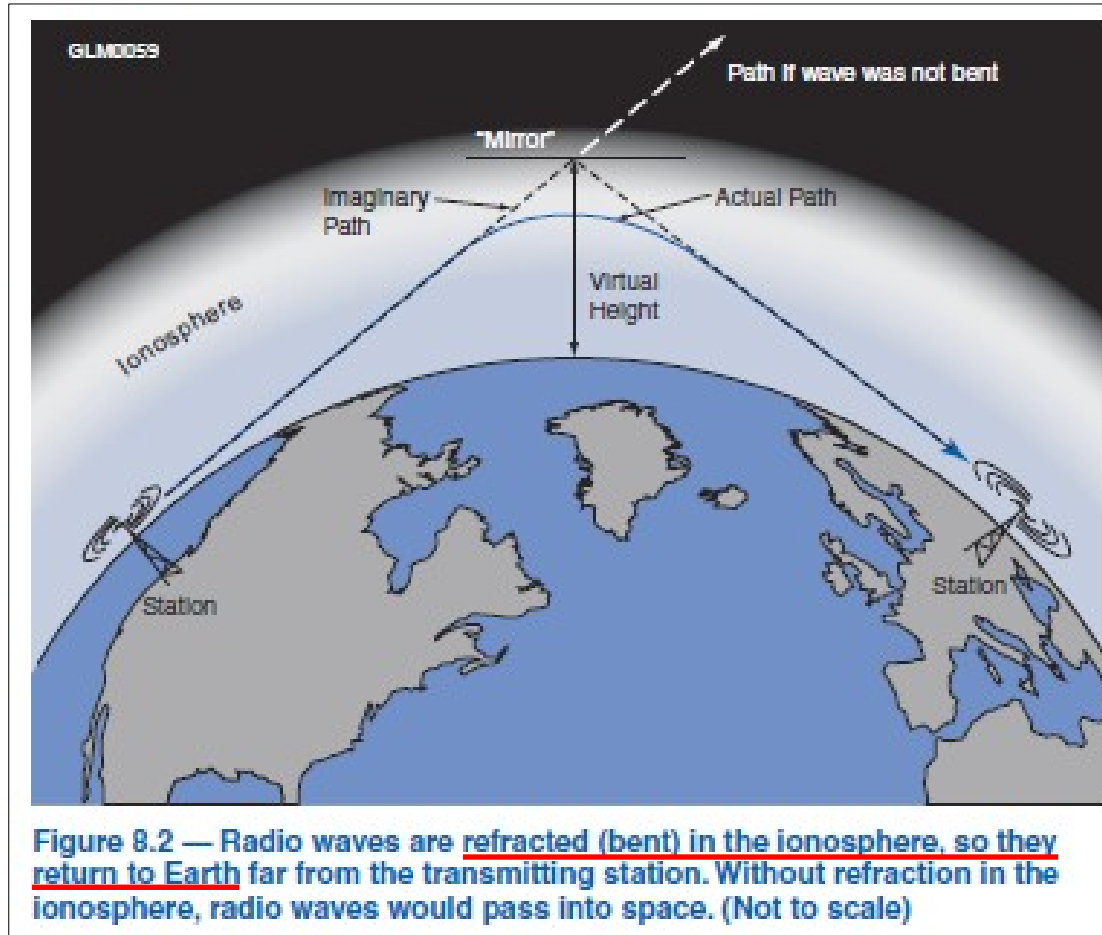 GLM0059
Path if wave was not bent
"Mirror"
Imaginary
Path
Actual Path
Virtual
Height
Ionosphere
Station
Station
Figure 8.2 — Radio waves are refracted (bent) in the ionosphere, so they
return to Earth far from the transmitting station. Without refraction in the
ionosphere, radio waves would pass into space. (Not to scale)